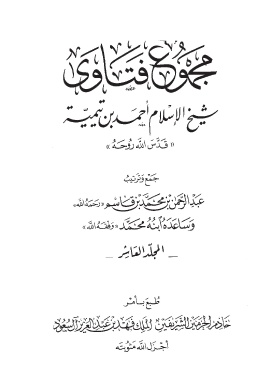 مجموع فتاوى
شيخ الإسلام أحمد بن تيمية
« قدس الله روحه »
جمع وترتيب
عبد الرحمن بن محمد بن قاسم «رحمه الله»
وساعده ابنه محمد «وفقه الله»
_ المجلد العاشر _
طبع بأمر
خادم الحرمين الشريفين الملك فهد بن عبد العزيز آل سعود
أجزل الله مثوبته